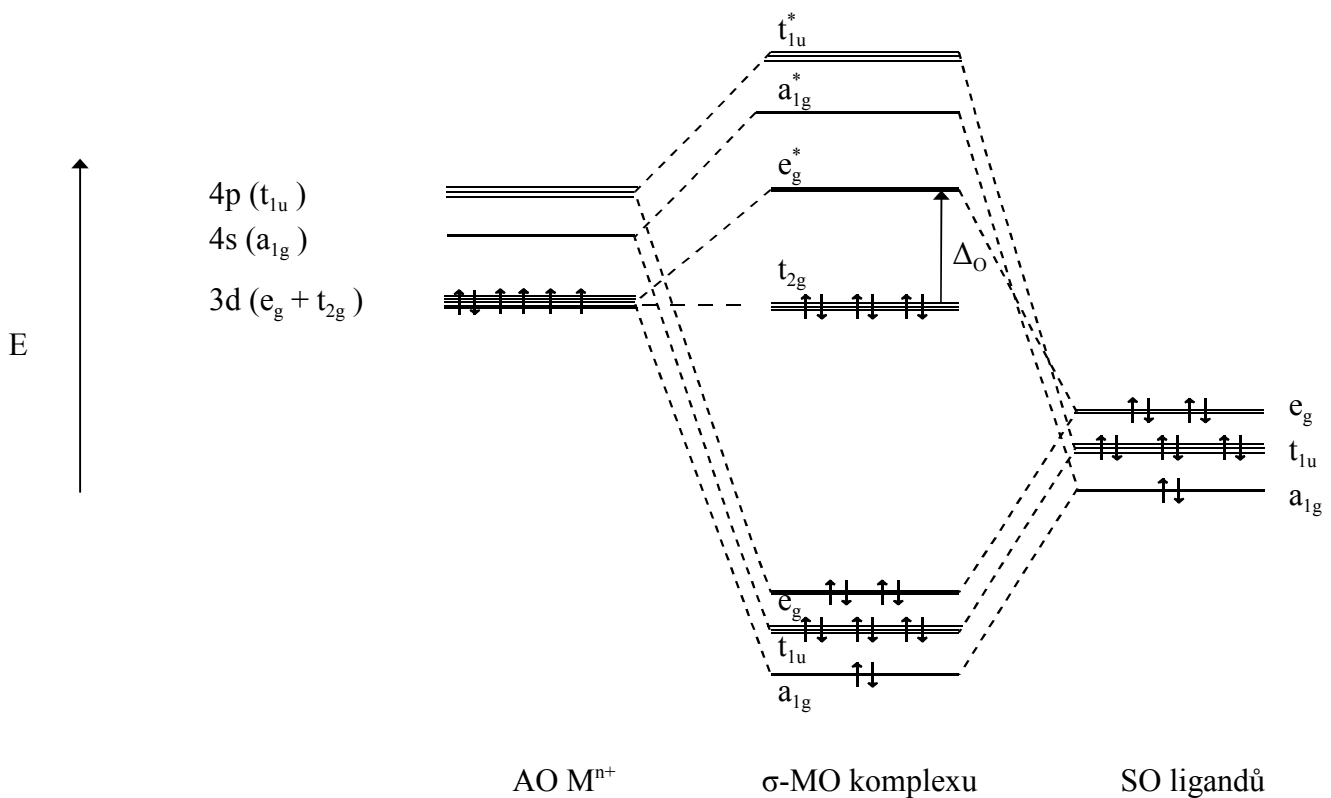 t*1u
a*1g
e*g
4p (t1u )
4s (a1g )
3d (eg + t2g )
t2g
ΔO
E
eg
t1u
a1g
eg
t1u
a1g
AO Mn+
σ-MO komplexu
SO ligandů